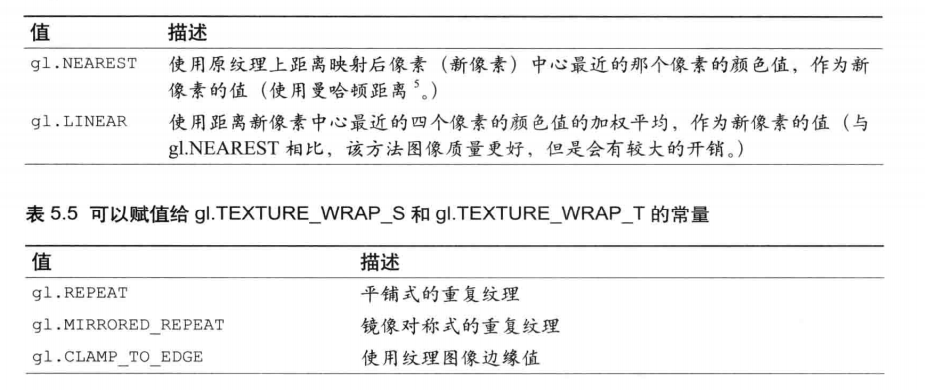 值 描述
gl.NEAREST 使用原纹理上距离映射后像素（新像素）中心最近的那个像素的颜色值，作为新
像素的值（使用曼哈顿距离5。）
gl.LINEAR 使用距离新像素中心最近的四个像素的颜色值的加权平均，作为新像素的值（与
gl.NEAREST 相比，该方法图像质量更好，但是会有较大的开销。）
表 5.5 可以赋值给 gl.TEXTURE_WRAP_S 和 gl.TEXTURE_WRAP_T 的常量
值 描述
gl.REPEAT 平铺式的重复纹理
gl.MIRRORED_REPEAT 镜像对称式的重复纹理
gl.CLAMP_TO_EDGE 使用纹理图像边缘值